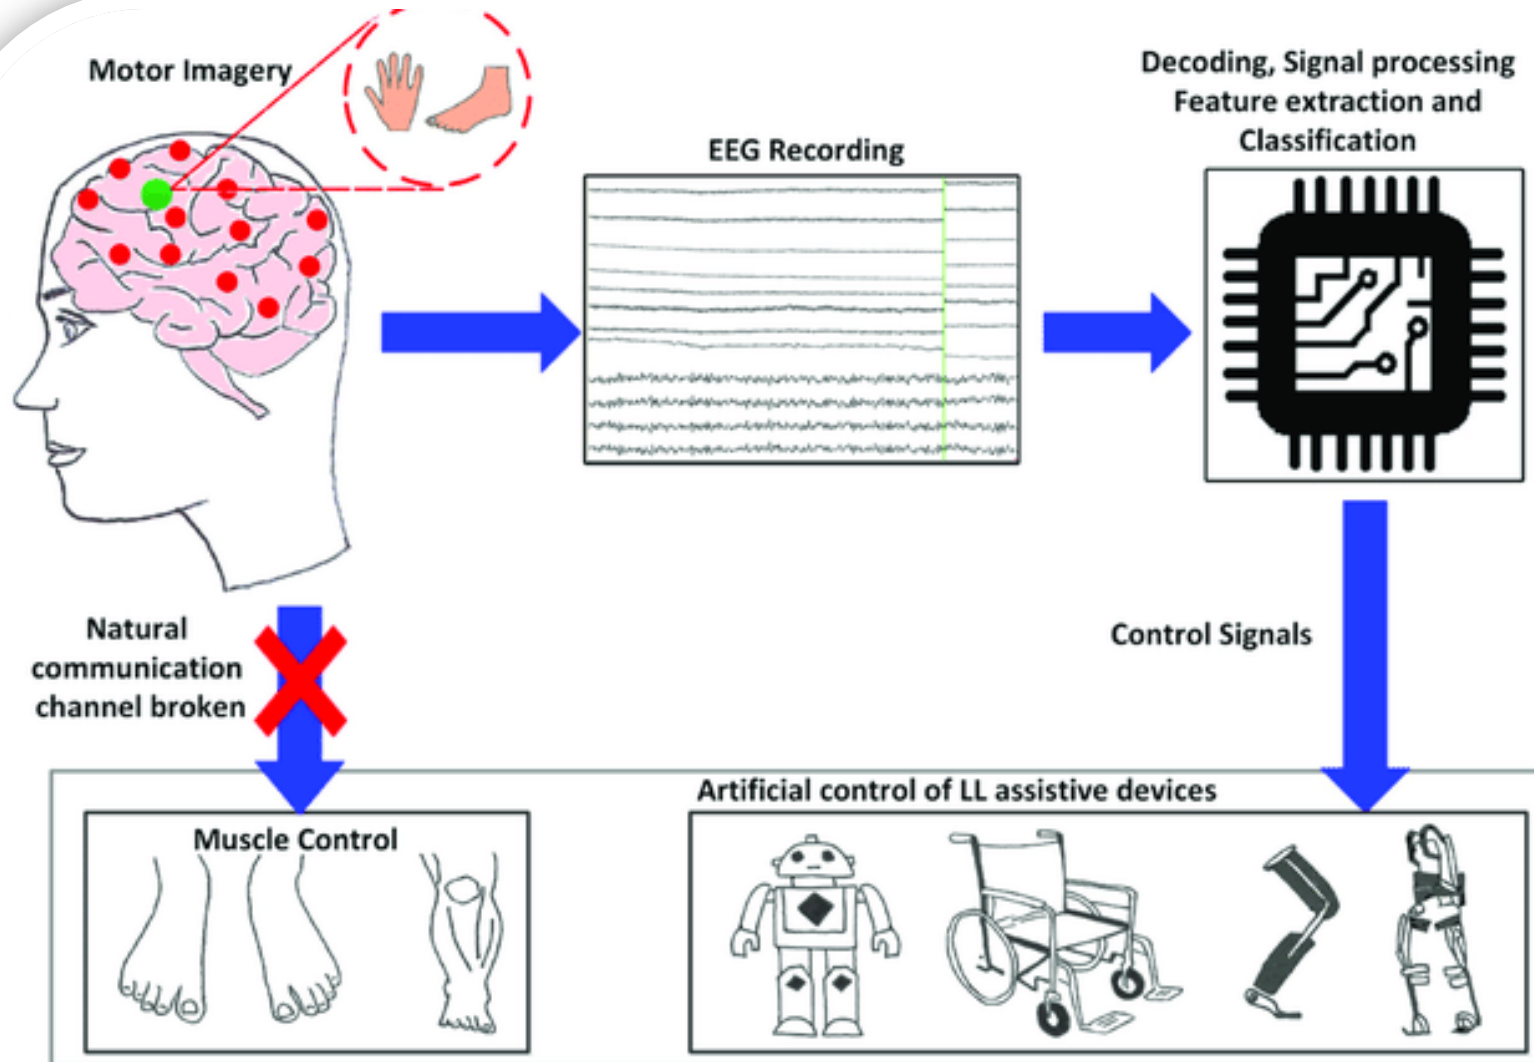 Motor Imagery
EEG Recording
Decoding, Signal processing
Feature extraction and
Classification
Natural
communication
channel broken
Control Signals
Artificial control of LL assistive devices
Muscle Control